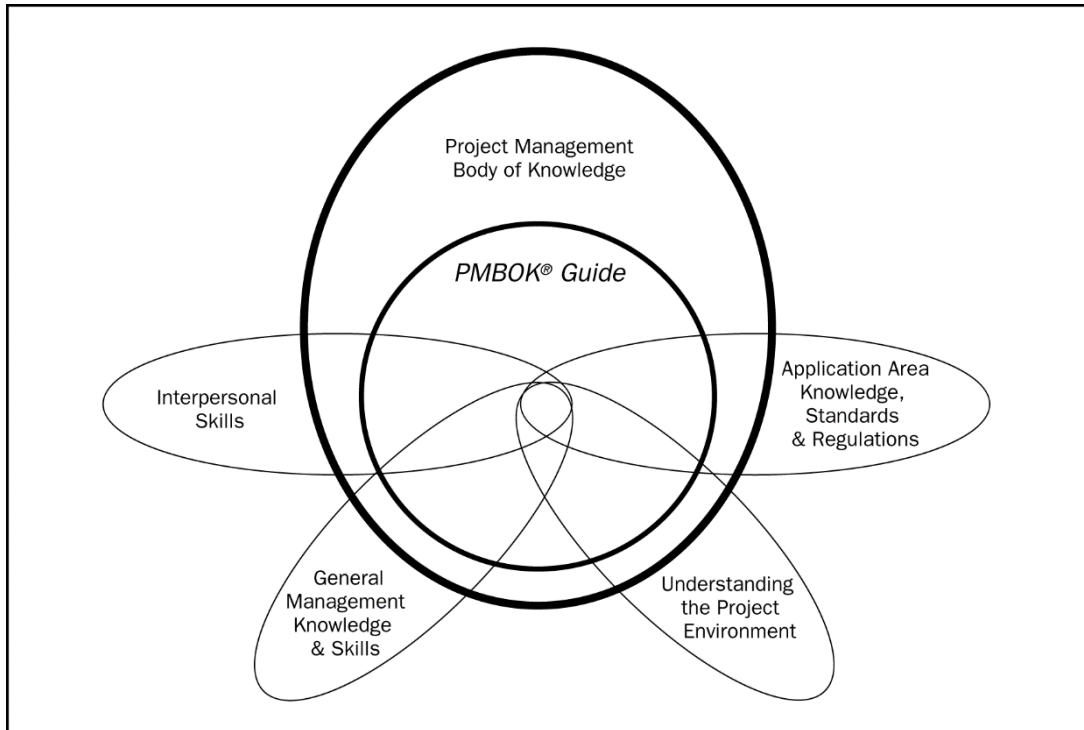 Project Management
Body of Knowledge
PMBOK® Guide
Interpersonal
Skills
Application Area
Knowledge,
Standards
& Regulations
General
Management
Knowledge
& Skills
Understanding
the Project
Environment